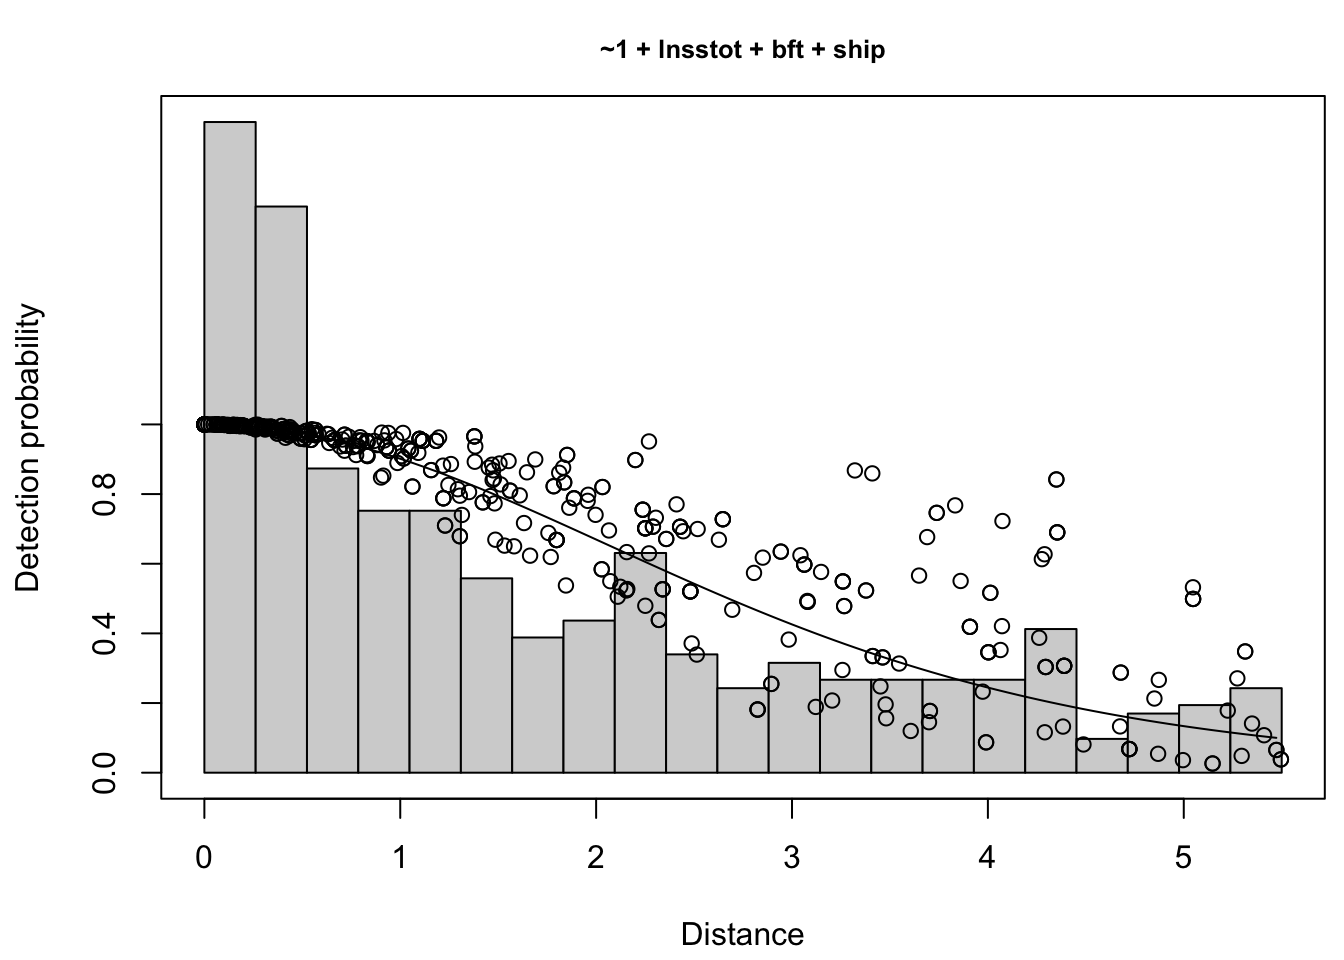 ~1 + lnsstot + bft + ship
Detection probability
0.8
0.4
0.0
0 1 2 3 4 5
Distance